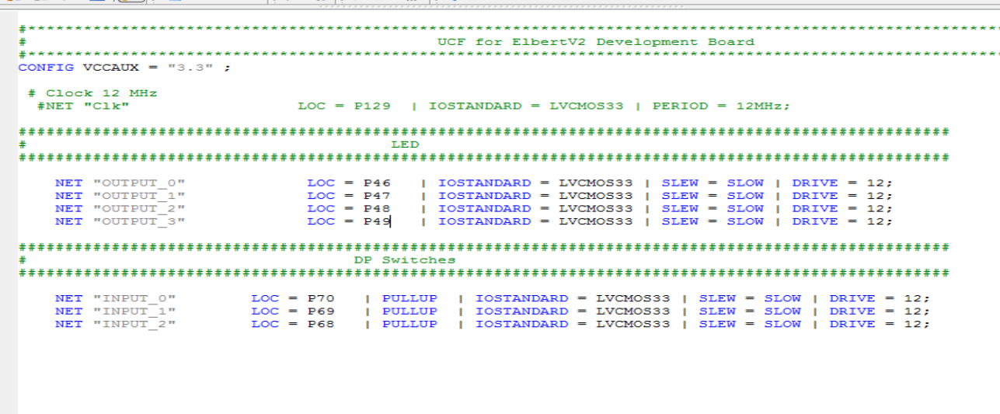 #*****************************************************************************************************
# UCF for ElbertV2 Development Board
#*****************************************************************************************************
CONFIG VCCAUX = "3.3" ;
# Clock 12 MHz
#NET "Clk" LOC = P129 | IOSTANDARD = LVCMOS33 | PERIOD = 12MHz;
####################################################################################################
# LED
####################################################################################################
NET "OUTPUT_0" LOC = P46 | IOSTANDARD = LVCMOS33 | SLEW = SLOW | DRIVE = 12;
NET "OUTPUT_1" LOC = P47 | IOSTANDARD = LVCMOS33 | SLEW = SLOW | DRIVE = 12;
NET "OUTPUT_2" LOC = P48 | IOSTANDARD = LVCMOS33 | SLEW = SLOW | DRIVE = 12;
NET "OUTPUT_3" LOC = P49 | IOSTANDARD = LVCMOS33 | SLEW = SLOW | DRIVE = 12;
####################################################################################################
# DP Switches
####################################################################################################
NET "INPUT_0" LOC = P70 | PULLUP | IOSTANDARD = LVCMOS33 | SLEW = SLOW | DRIVE = 12;
NET "INPUT_1" LOC = P69 | PULLUP | IOSTANDARD = LVCMOS33 | SLEW = SLOW | DRIVE = 12;
NET "INPUT_2" LOC = P68 | PULLUP | IOSTANDARD = LVCMOS33 | SLEW = SLOW | DRIVE = 12;